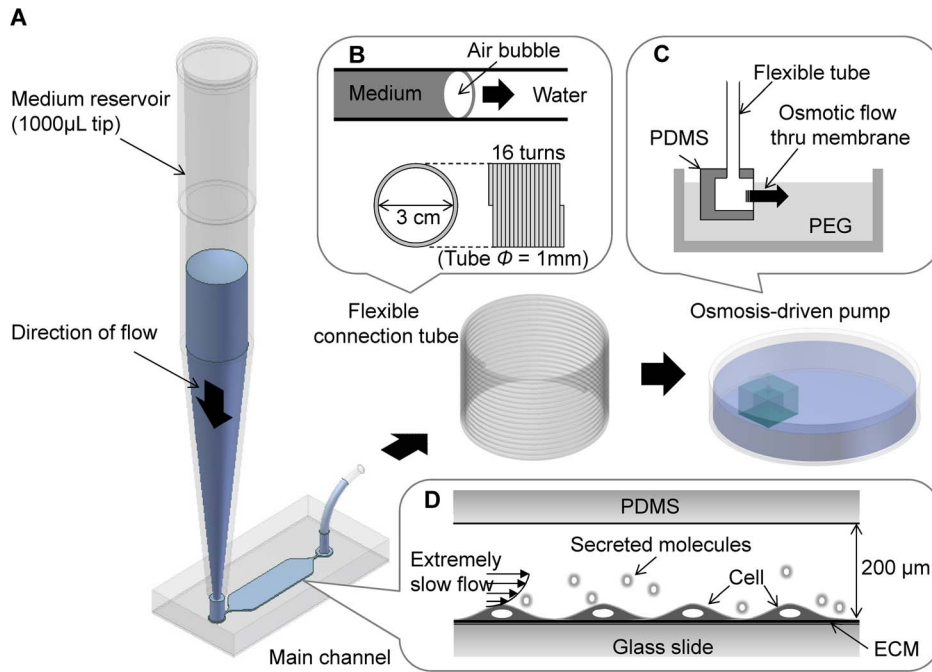 A
Medium reservoir
(1000µL tip)
Direction of flow
Main channel
B
Air bubble
Medium
Water
16 turns
3 cm
(Tube Φ = 1mm)
Flexible
connection tube
C
Flexible tube
PDMS
Osmotic flow
thru membrane
PEG
Osmosis-driven pump
D
PDMS
Secreted molecules
Extremely
slow flow
Cell
200 µm
Glass slide
ECM